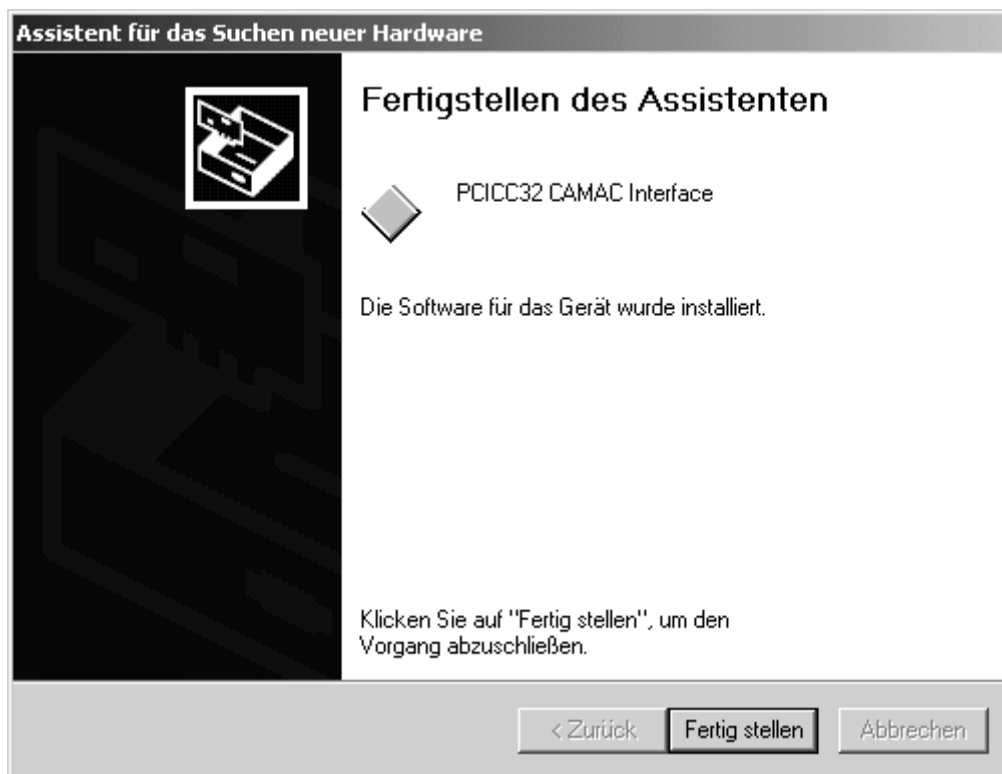 Assistent für das Suchen neuer Hardware
Fertigstellen des Assistenten
PCICC32 CAMAC Interface
Die Software für das Gerät wurde installiert.
Klicken Sie auf "Fertig stellen", um den
Vorgang abzuschließen.
< Zurück
Fertig stellen
Abbrechen